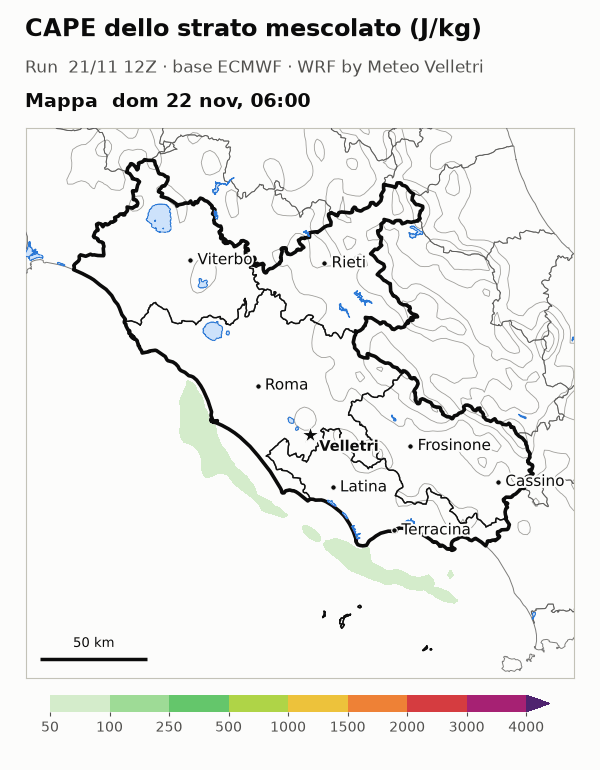 CAPE dello strato mescolato (J/kg)
Run 21/11 12Z · base ECMWF · WRF by Meteo Velletri
Mappa dom 22 nov, 06:00
Viterbo
Rieti
Roma
Velletri
Frosinone
Cassino
Latina
Terracina
50 km
50 100 250 500 1000 1500 2000 3000 4000